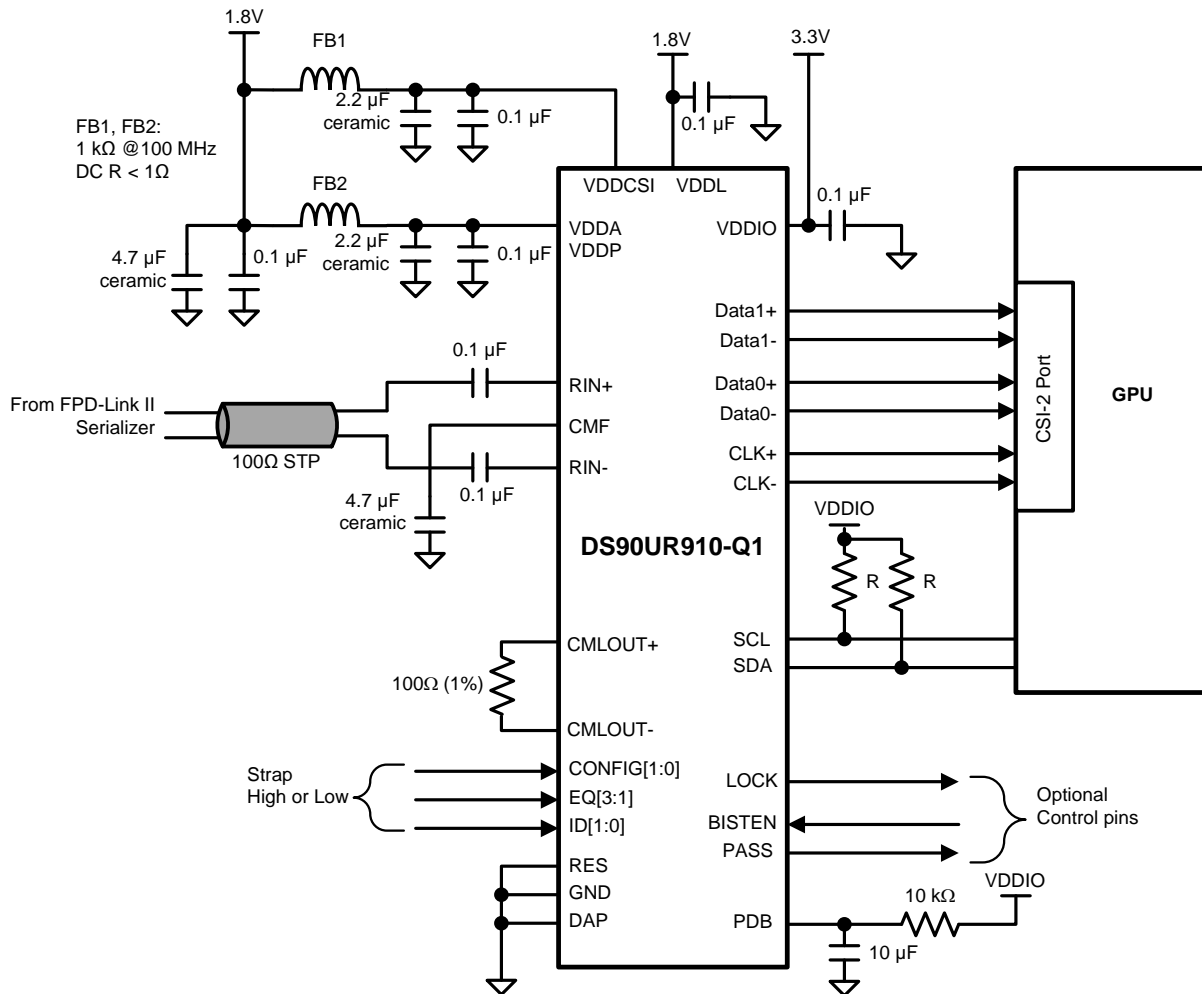 1.8V
FB1
2.2 µF
ceramic
0.1 µF
FB1, FB2:
1 kΩ @100 MHz
DC R < 1Ω
FB2
2.2 µF
ceramic
0.1 µF
4.7 µF
ceramic
0.1 µF
1.8V
0.1 µF
3.3V
0.1 µF
VDDCSI
VDDL
VDDA
VDDP
VDDIO
From FPD-Link II
Serializer
100Ω STP
0.1 µF
0.1 µF
4.7 µF
ceramic
RIN+
CMF
RIN-
Data1+
Data1-
Data0+
Data0-
CLK+
CLK-
CSI-2 Port
GPU
DS90UR910-Q1
VDDIO
R
R
SCL
SDA
CMLOUT+
100Ω (1%)
CMLOUT-
Strap
High or Low
CONFIG[1:0]
EQ[3:1]
ID[1:0]
RES
GND
DAP
LOCK
BISTEN
PASS
Optional
Control pins
PDB
10 kΩ
VDDIO
10 µF